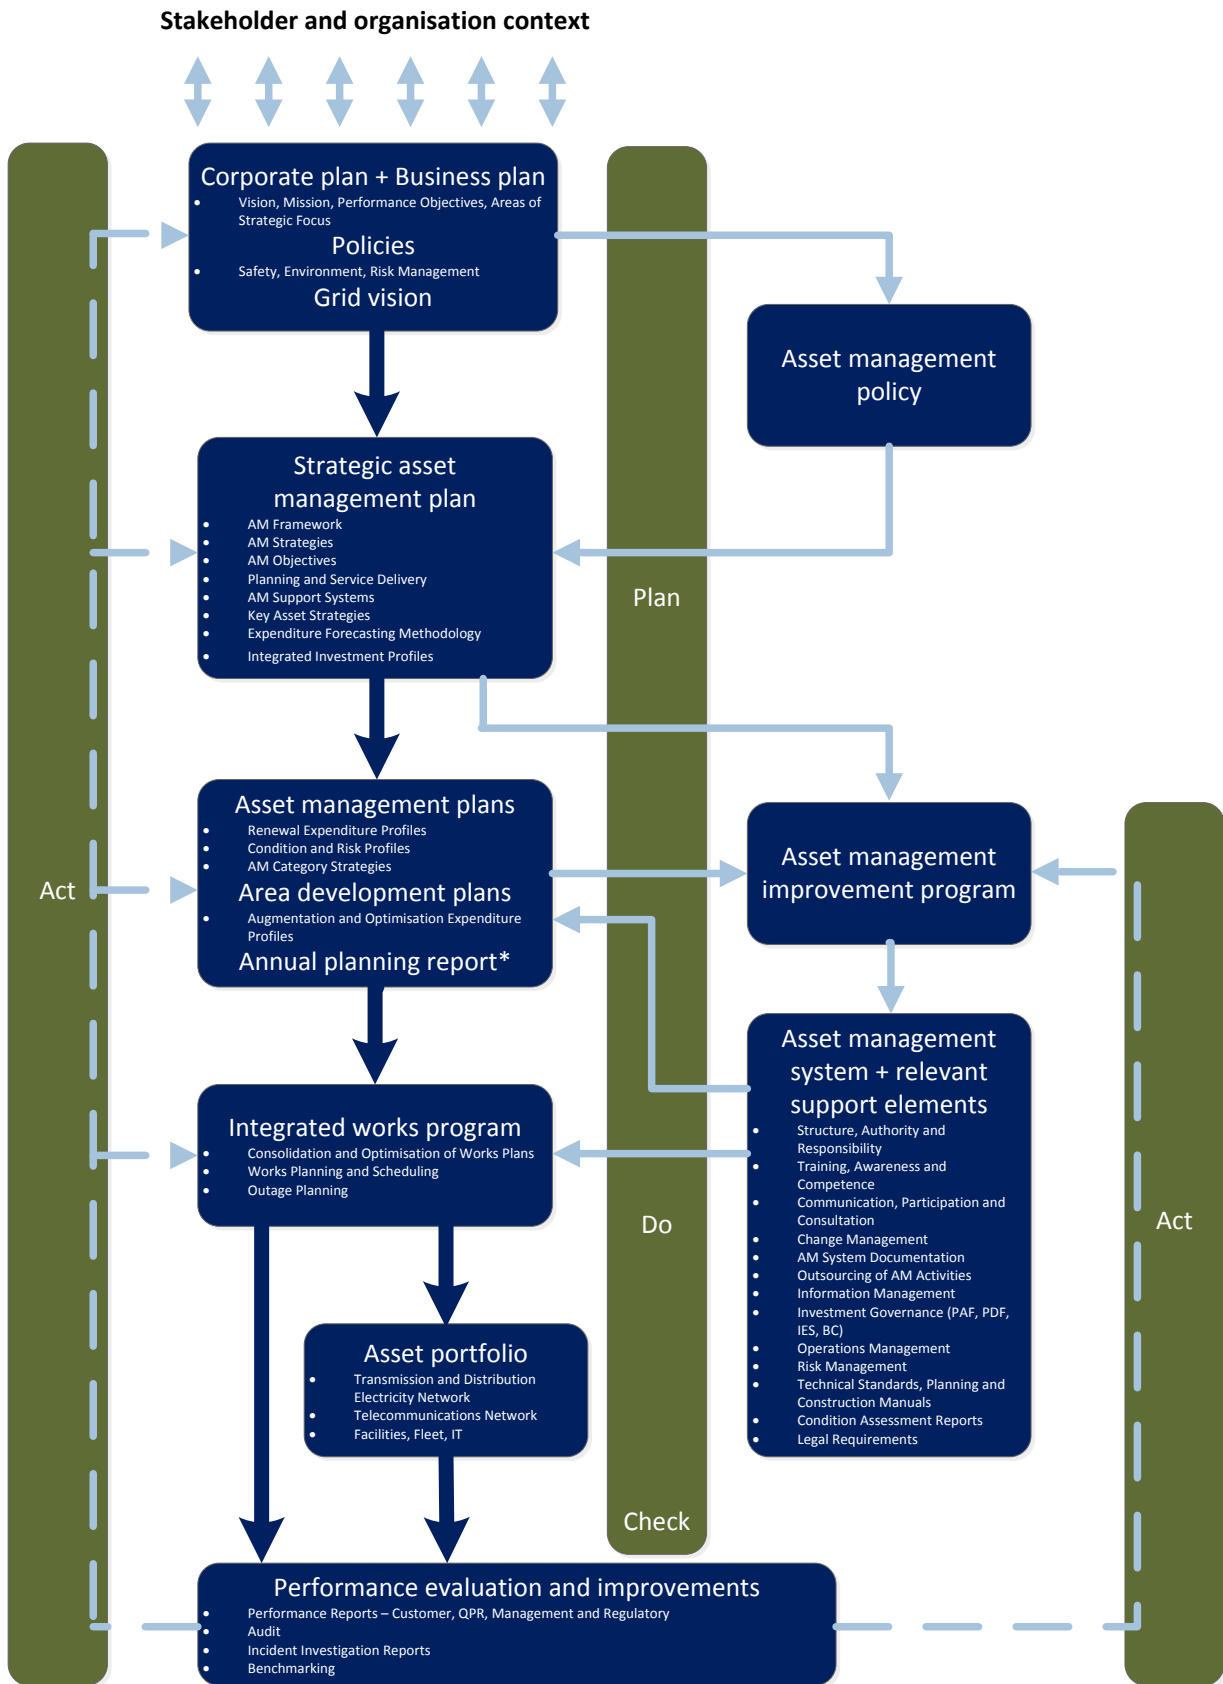 Stakeholder and organisation context
Corporate plan + Business plan
• Vision, Mission, Performance Objectives, Areas of
Strategic Focus
Policies
• Safety, Environment, Risk Management
Grid vision
Asset management
policy
Strategic asset
management plan
• AM Framework
• AM Strategies
• AM Objectives
• Planning and Service Delivery
• AM Support Systems
• Key Asset Strategies
• Expenditure Forecasting Methodology
• Integrated Investment Profiles
Plan
Asset management plans
• Renewal Expenditure Profiles
• Condition and Risk Profiles
• AM Category Strategies
Area development plans
• Augmentation and Optimisation Expenditure
Profiles
Annual planning report*
Act
Asset management
improvement program
Asset management
system + relevant
support elements
• Structure, Authority and
Responsibility
• Training, Awareness and
Competence
• Communication, Participation and
Consultation
• Change Management
• AM System Documentation
• Outsourcing of AM Activities
• Information Management
• Investment Governance (PAF, PDF,
IES, BC)
• Operations Management
• Risk Management
• Technical Standards, Planning and
Construction Manuals
• Condition Assessment Reports
• Legal Requirements
Integrated works program
• Consolidation and Optimisation of Works Plans
• Works Planning and Scheduling
• Outage Planning
Do
Act
Asset portfolio
• Transmission and Distribution
Electricity Network
• Telecommunications Network
• Facilities, Fleet, IT
Check
Performance evaluation and improvements
• Performance Reports – Customer, QPR, Management and Regulatory
• Audit
• Incident Investigation Reports
• Benchmarking